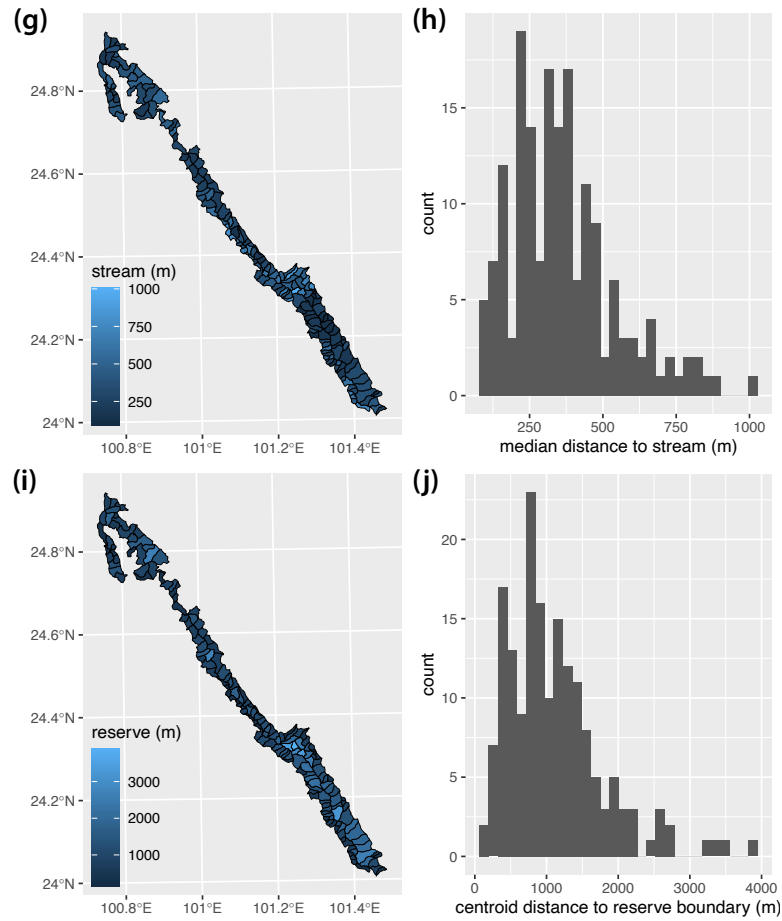 (g)
24.8°N
24.6°N
24.4°N
24.2°N
24°N
stream (m)
1000
750
500
250
100.8°E 101°E 101.2°E 101.4°E
(h)
count
15
10
5
0
250 500 750 1000
median distance to stream (m)
(i)
24.8°N
24.6°N
24.4°N
24.2°N
24°N
reserve (m)
3000
2000
1000
100.8°E 101°E 101.2°E 101.4°E
(j)
count
20
15
10
5
0
0 1000 2000 3000 4000
centroid distance to reserve boundary (m)